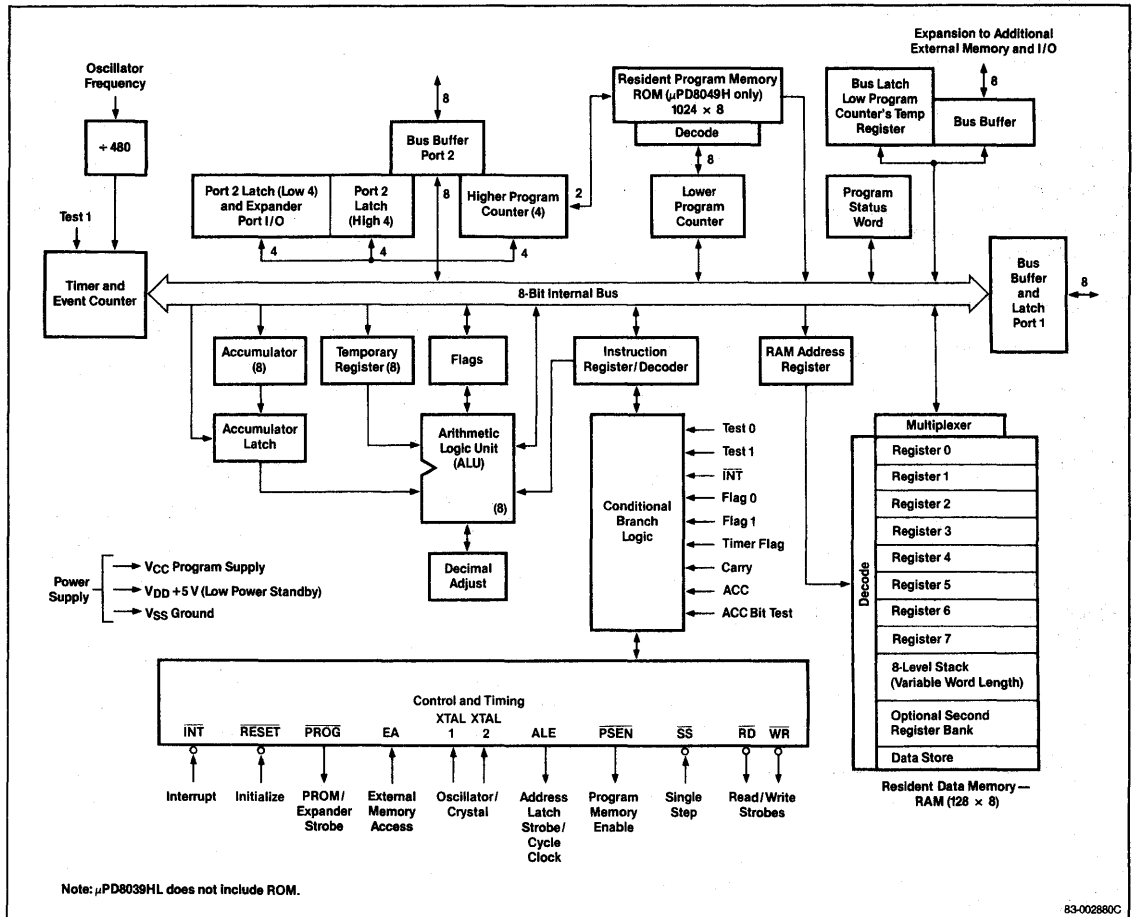 Expansion to Additional
External Memory and I/O
Oscillator
Frequency
÷ 480
8
Bus Buffer
Port 2
Resident Program Memory
ROM (μPD8049H only)
1024 × 8
Decode
8
Bus Latch
Low Program
Counter's Temp
Register
8
Bus Buffer
Port 2 Latch (Low 4)
and Expander
Port I/O
Port 2
Latch
(High 4)
8
Higher Program
Counter (4)
2
Lower
Program
Counter
Program
Status
Word
4
4
4
Test 1
Timer and
Event Counter
8-Bit Internal Bus
Bus
Buffer
and
Latch
Port 1
8
Accumulator
(8)
Temporary
Register (8)
Flags
Instruction
Register/Decoder
RAM Address
Register
Accumulator
Latch
Arithmetic
Logic Unit
(ALU)
(8)
Decimal
Adjust
Conditional
Branch
Logic
Test 0
Test 1
INT
Flag 0
Flag 1
Timer Flag
Carry
ACC
ACC Bit Test
Multiplexer
Decode
Register 0
Register 1
Register 2
Register 3
Register 4
Register 5
Register 6
Register 7
8-Level Stack
(Variable Word Length)
Optional Second
Register Bank
Data Store
Resident Data Memory—
RAM (128 × 8)
Power
Supply
VCC Program Supply
VDD +5 V (Low Power Standby)
VSS Ground
Control and Timing
INT
RESET
PROG
EA
XTAL
1
XTAL
2
ALE
PSEN
SS
RD
WR
Interrupt
Initialize
PROM/
Expander
Strobe
External
Memory
Access
Oscillator/
Crystal
Address
Latch
Strobe/
Cycle
Clock
Program
Memory
Enable
Single
Step
Read/Write
Strobes
Note: μPD8039HL does not include ROM.
83-002880C